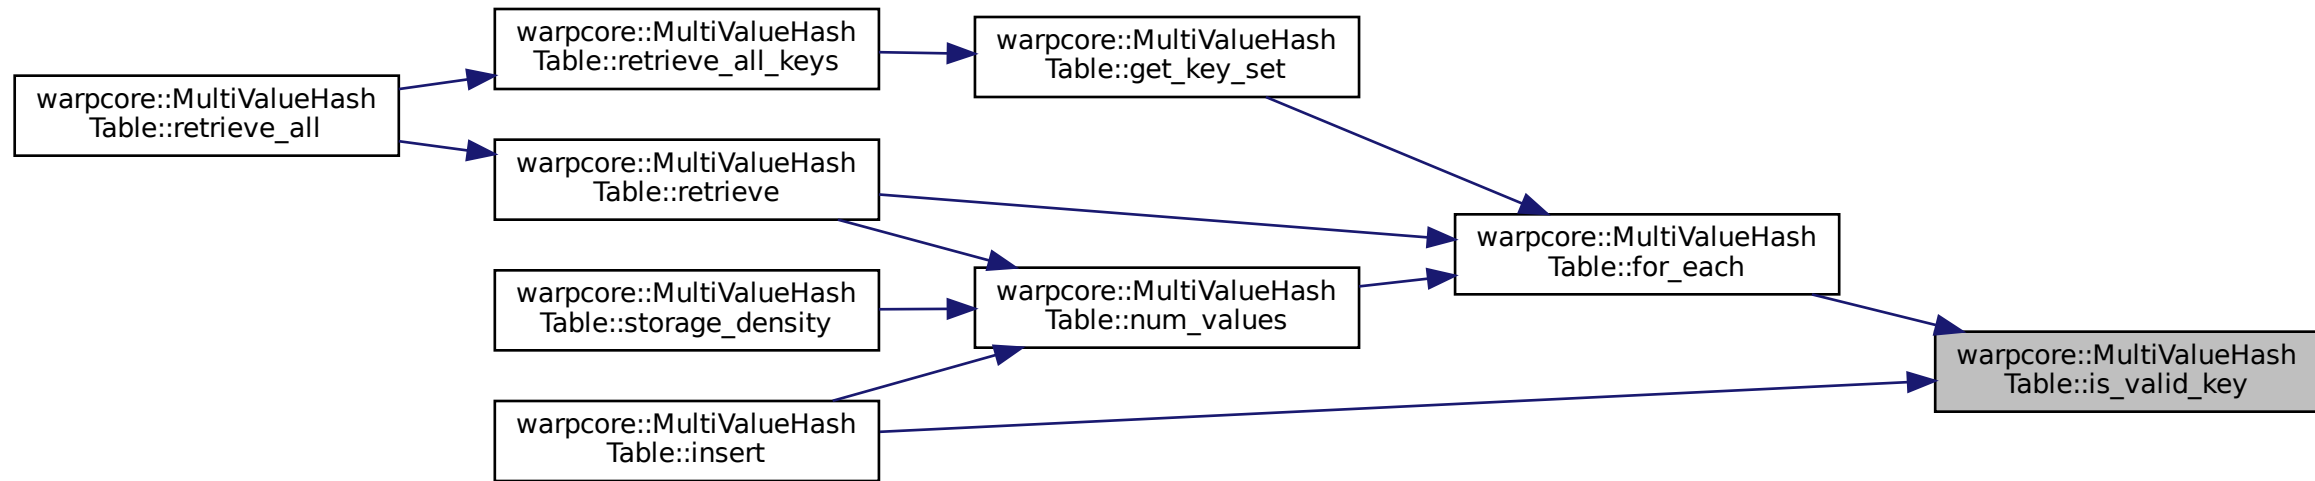 warpcore::MultiValueHash
Table::retrieve_all
warpcore::MultiValueHash
Table::retrieve_all_keys
warpcore::MultiValueHash
Table::retrieve
warpcore::MultiValueHash
Table::storage_density
warpcore::MultiValueHash
Table::insert
warpcore::MultiValueHash
Table::get_key_set
warpcore::MultiValueHash
Table::num_values
warpcore::MultiValueHash
Table::for_each
warpcore::MultiValueHash
Table::is_valid_key